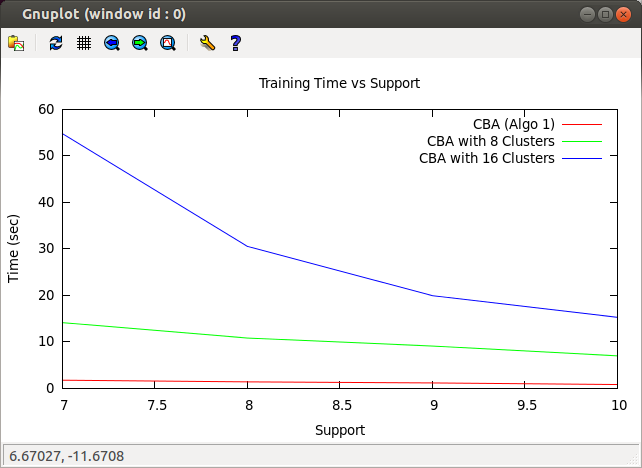 Gnuplot (window id : 0)
Training Time vs Support
CBA (Algo 1)
CBA with 8 Clusters
CBA with 16 Clusters
60
50
40
30
20
10
0
Time (sec)
7 7.5 8 8.5 9 9.5 10
Support
6.67027, -11.6708